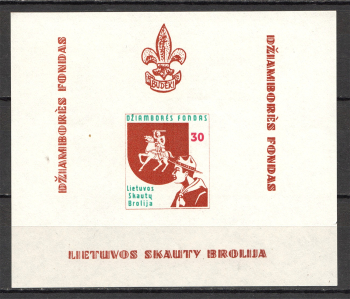 BUDĖK!
DŽIAMBORĖS FONDAS
DŽIAMBORĖS FONDAS
30
Lietuvos
Skautų
Brolija
DŽIAMBORĖS FONDAS
LIETUVOS SKAUTŲ BROLIJA